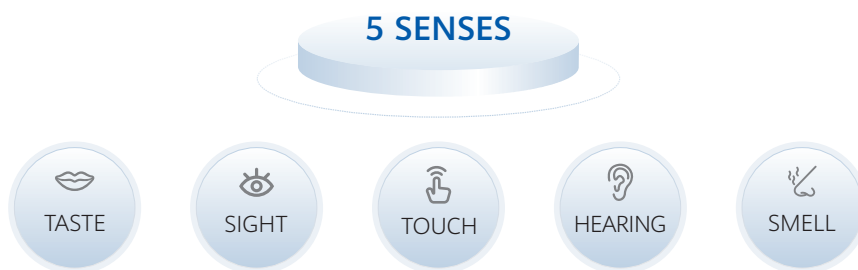 5 SENSES
TASTE
SIGHT
TOUCH
HEARING
SMELL